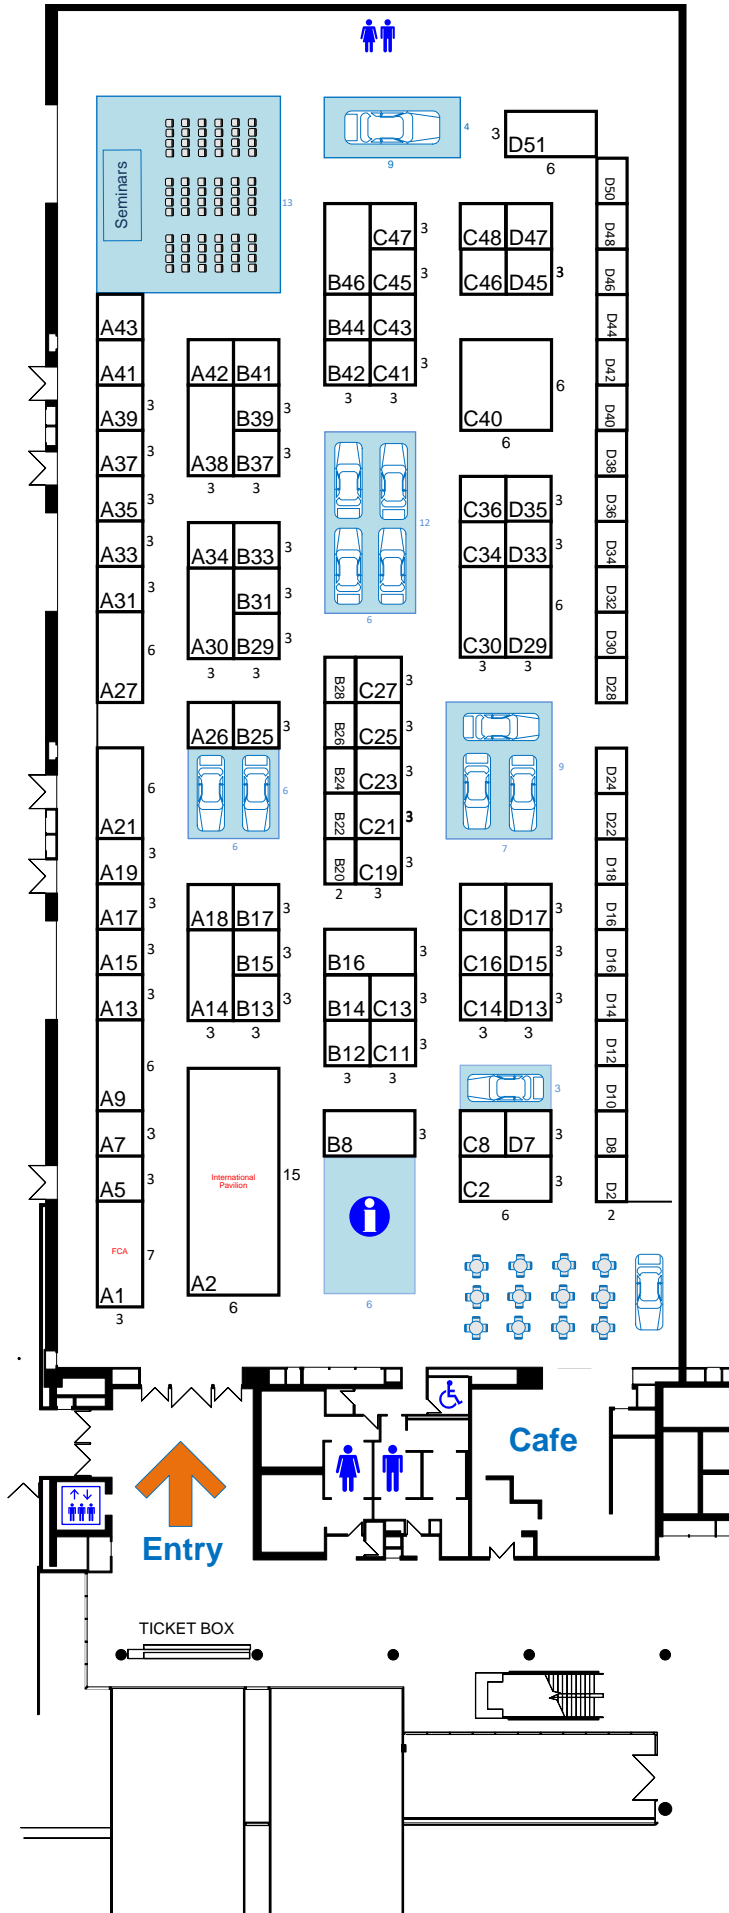 4
9
3
D51
6
Seminars
13
D50
C47
3
C48
D47
D48
B46
C45
3
C46
D45
3
D46
A43
B44
C43
D44
A41
A42
B41
B42
C41
3
D42
3
3
A39
3
B39
3
C40
6
6
D40
A37
3
A38
B37
3
3
3
D38
12
6
A35
3
C36
D35
3
D36
A33
3
A34
B33
3
C34
D33
3
D34
A31
3
B31
3
6
D32
A30
B29
3
3
3
C30
D29
3
3
D30
6
A27
B28
C27
3
D28
A26
B25
3
B26
C25
3
9
7
6
6
6
A21
B24
C23
3
D24
B22
C21
3
D22
A19
3
B20
C19
3
2
3
D18
A17
3
A18
B17
3
C18
D17
3
D16
A15
3
B15
3
B16
3
C16
D15
3
D16
A13
3
A14
B13
3
3
3
B14
C13
3
C14
D13
3
3
3
D14
B12
C11
3
3
3
D12
6
A9
3
D10
A7
3
B8
3
C8
D7
3
D8
A5
3
International
Pavilion
15
C2
3
6
D2
2
FCA
7
A1
3
A2
6
6
Cafe
Entry
TICKET BOX